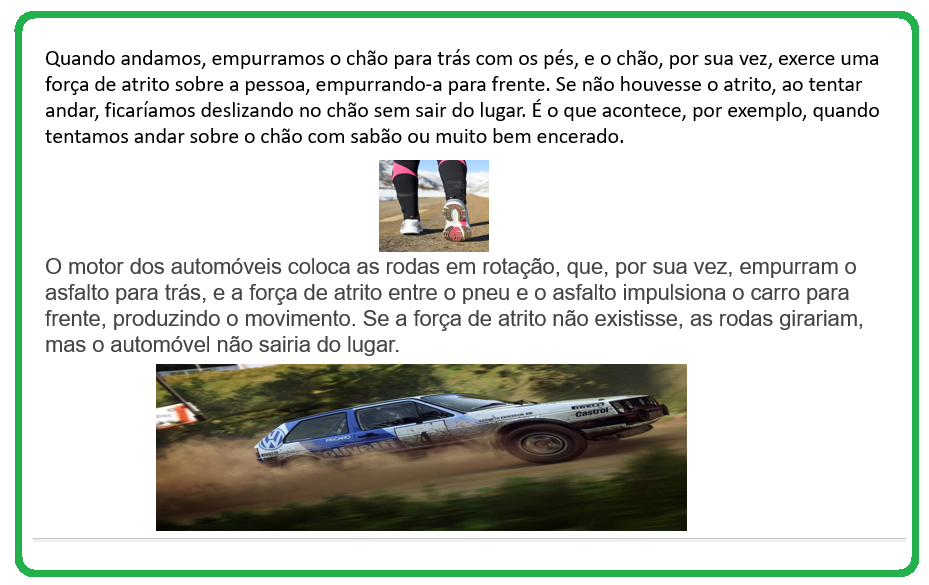 Quando andamos, empurramos o chão para trás com os pés, e o chão, por sua vez, exerce uma
força de atrito sobre a pessoa, empurrando-a para frente. Se não houvesse o atrito, ao tentar
andar, ficaríamos deslizando no chão sem sair do lugar. É o que acontece, por exemplo, quando
tentamos andar sobre o chão com sabão ou muito bem encerado.
O motor dos automóveis coloca as rodas em rotação, que, por sua vez, empurram o
asfalto para trás, e a força de atrito entre o pneu e o asfalto impulsiona o carro para
frente, produzindo o movimento. Se a força de atrito não existisse, as rodas girariam,
mas o automóvel não sairia do lugar.
PIRELLI
Castrol
RECARO
4